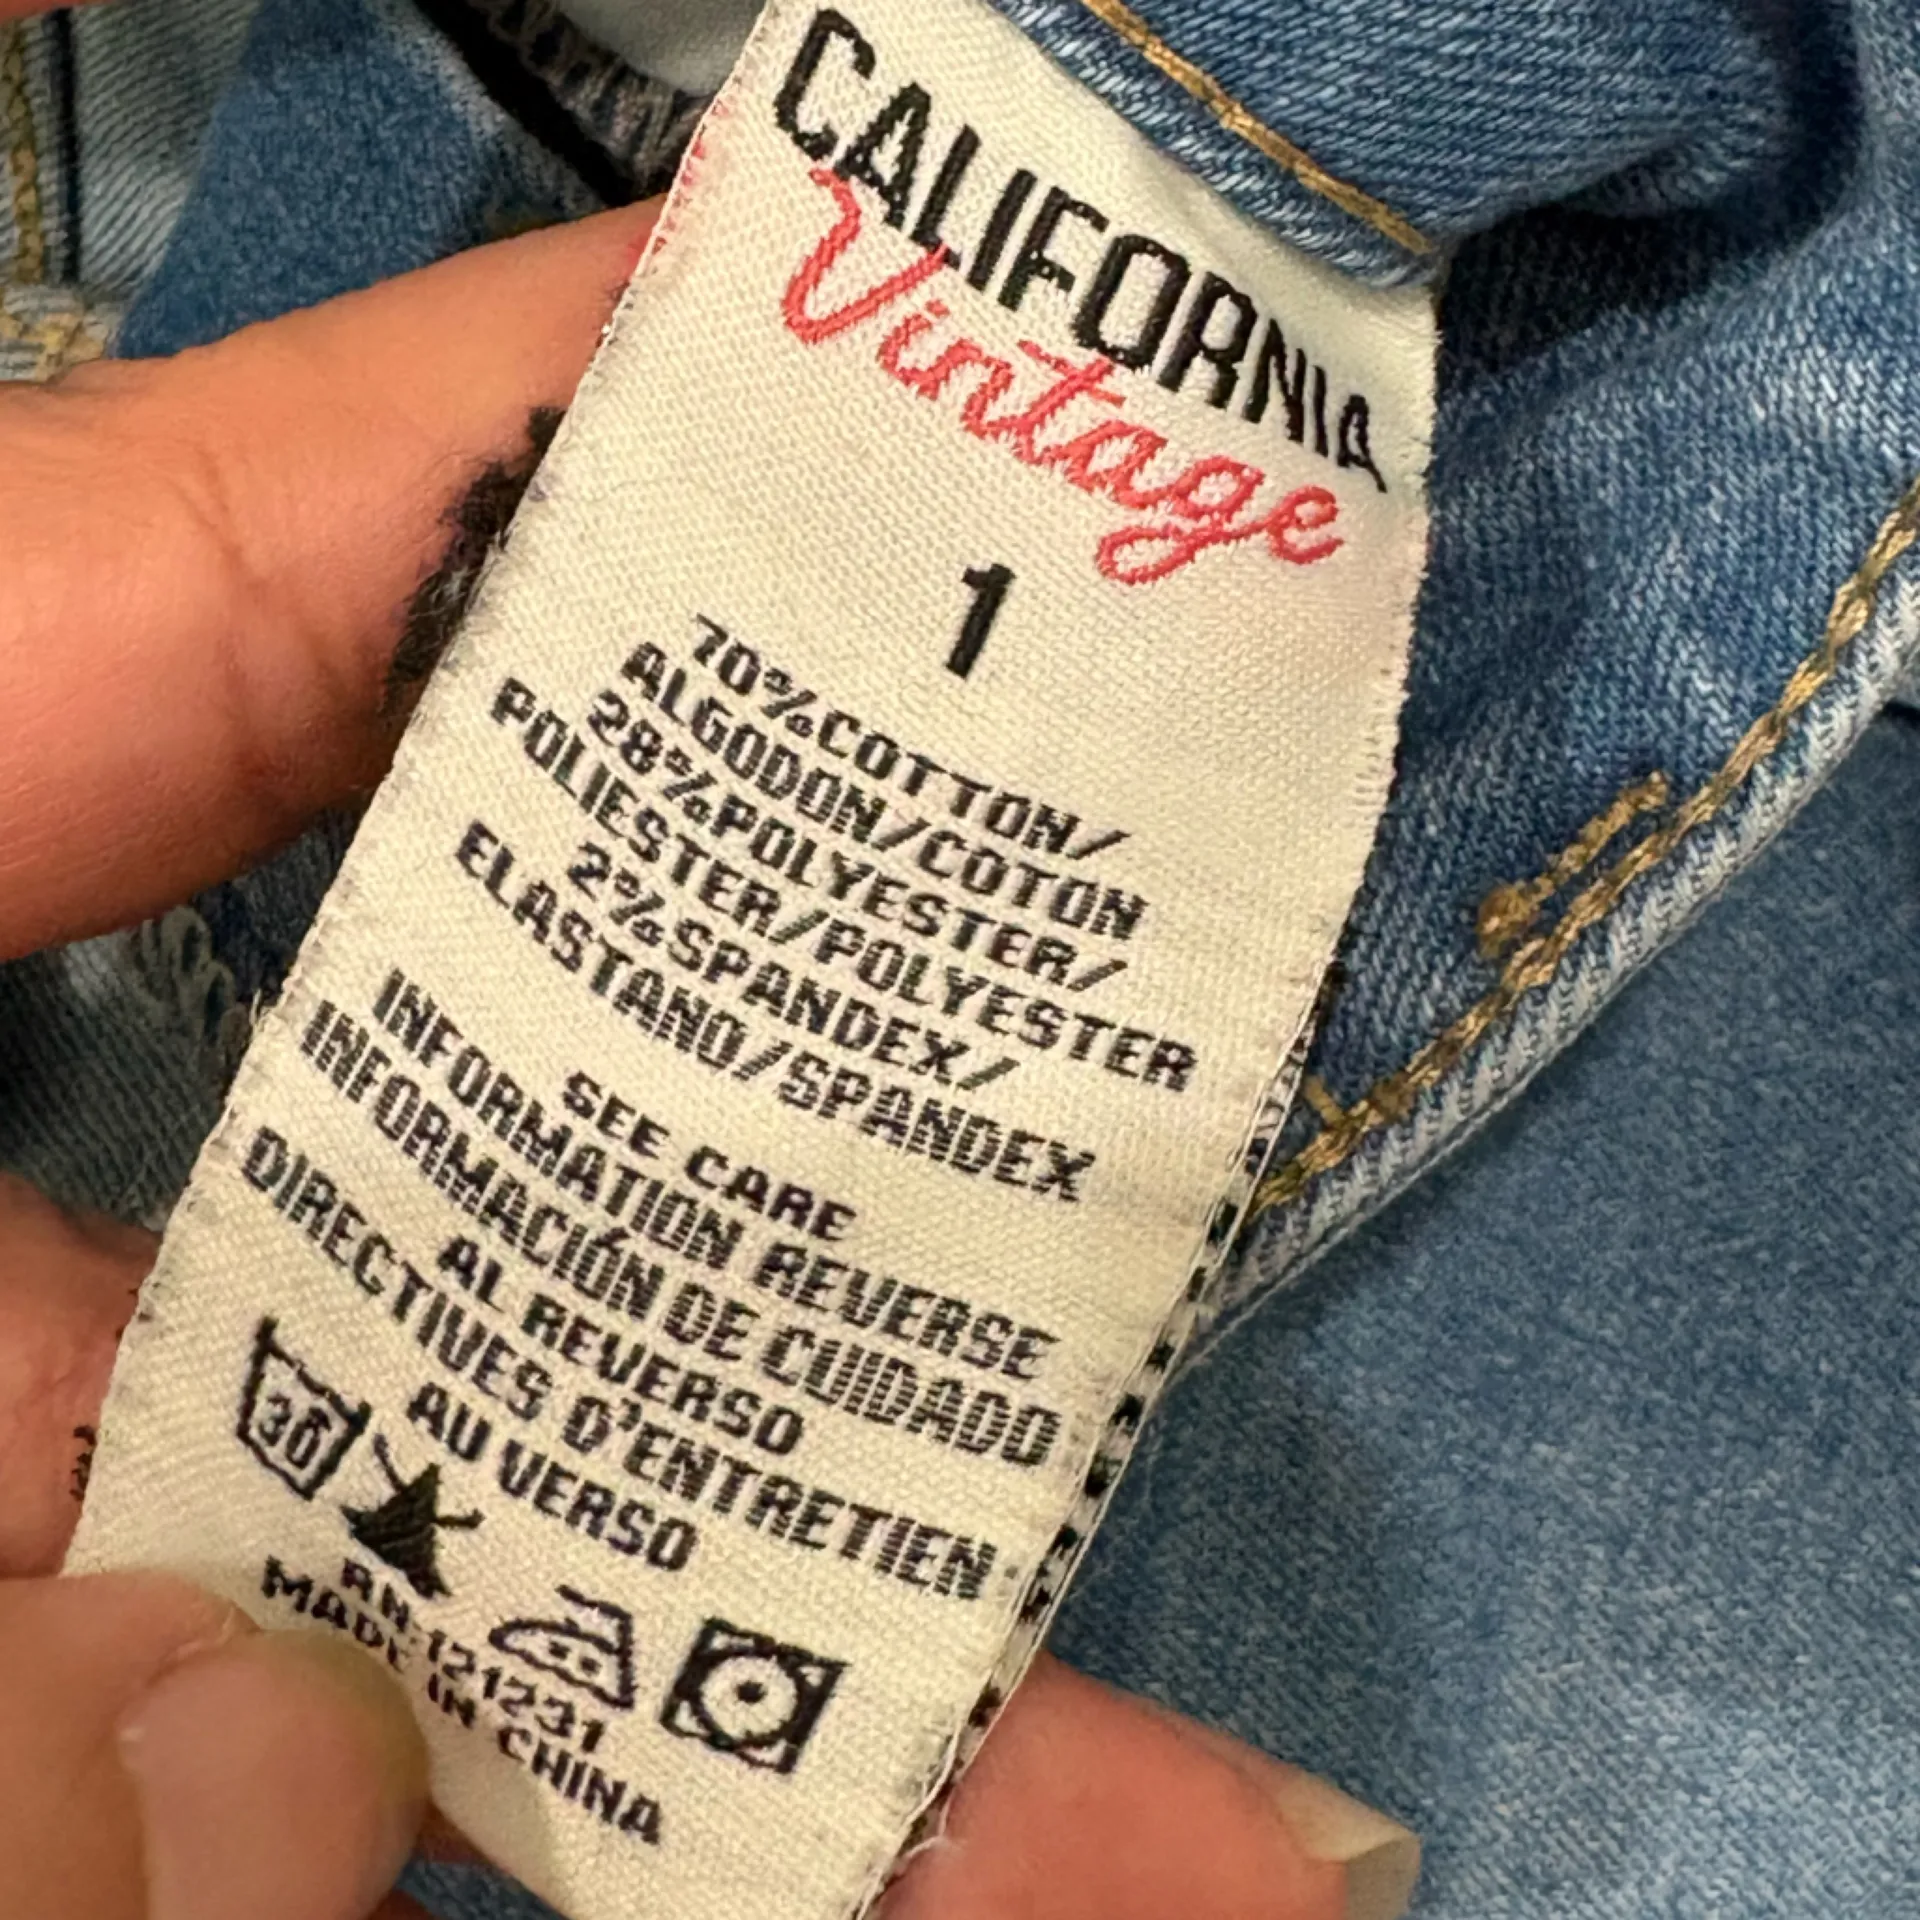 CALIFORNIA
Vintage
1
70%COTTON/
ALGODON/COTON
28%POLYESTER/
POLIESTER/POLYESTER
2%SPANDEX/
ELASTANO/SPANDEX
SEE CARE
INFORMATION REVERSE
INFORMACIÓN DE CUIDADO
AL REVERSO
DIRECTIVES D'ENTRETIEN
AU VERSO
30
RN:121231
MADE IN CHINA